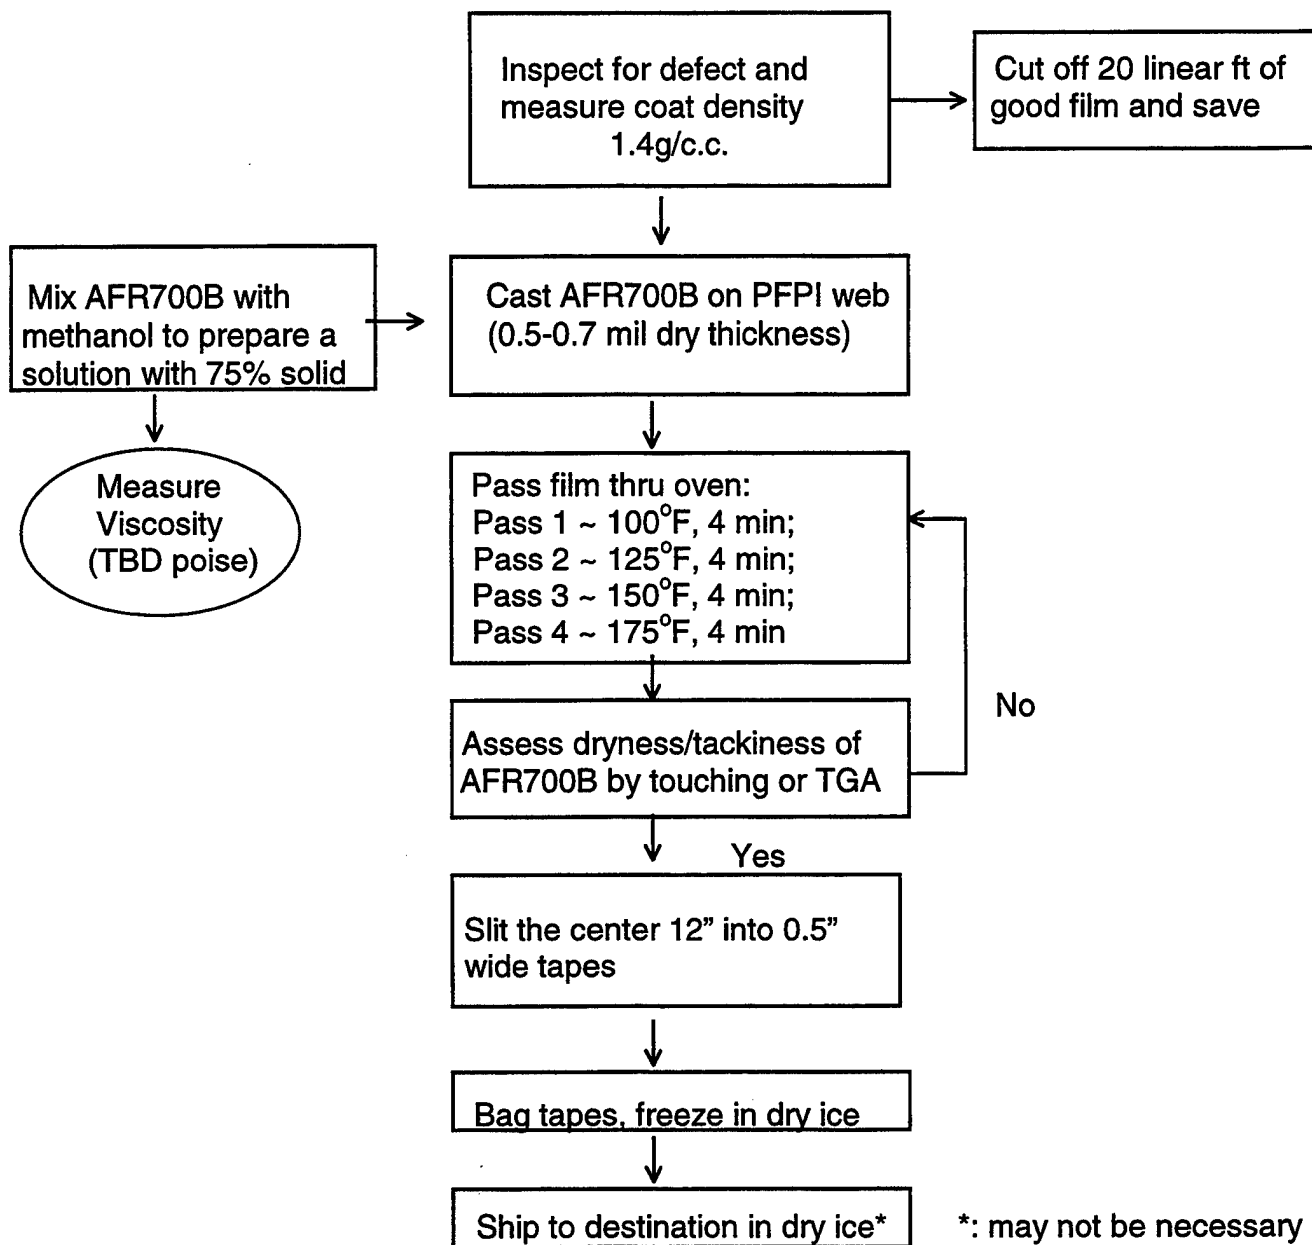 Inspect for defect and
measure coat density
1.4g/c.c.
Cut off 20 linear ft of
good film and save
Mix AFR700B with
methanol to prepare a
solution with 75% solid
Cast AFR700B on PFPI web
(0.5-0.7 mil dry thickness)
Measure
Viscosity
(TBD poise)
Pass film thru oven:
Pass 1 ~ 100°F, 4 min;
Pass 2 ~ 125°F, 4 min;
Pass 3 ~ 150°F, 4 min;
Pass 4 ~ 175°F, 4 min
No
Assess dryness/tackiness of
AFR700B by touching or TGA
Yes
Slit the center 12” into 0.5”
wide tapes
Bag tapes, freeze in dry ice
Ship to destination in dry ice*
*: may not be necessary